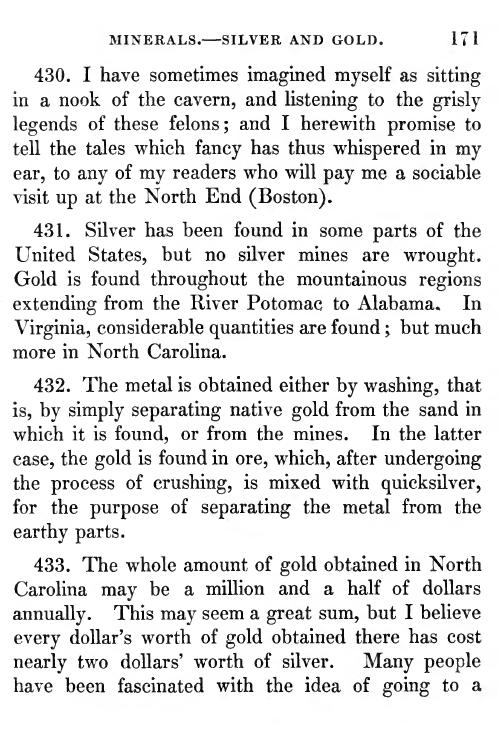 MINERALS.—SILVER AND GOLD. 171
430. I have sometimes imagined myself as sitting
in a nook of the cavern, and listening to the grisly
legends of these felons; and I herewith promise to
tell the tales which fancy has thus whispered in my
ear, to any of my readers who will pay me a sociable
visit up at the North End (Boston).
431. Silver has been found in some parts of the
United States, but no silver mines are wrought.
Gold is found throughout the mountainous regions
extending from the River Potomac to Alabama. In
Virginia, considerable quantities are found; but much
more in North Carolina.
432. The metal is obtained either by washing, that
is, by simply separating native gold from the sand in
which it is found, or from the mines. In the latter
case, the gold is found in ore, which, after undergoing
the process of crushing, is mixed with quicksilver,
for the purpose of separating the metal from the
earthy parts.
433. The whole amount of gold obtained in North
Carolina may be a million and a half of dollars
annually. This may seem a great sum, but I believe
every dollar's worth of gold obtained there has cost
nearly two dollars' worth of silver. Many people
have been fascinated with the idea of going to a